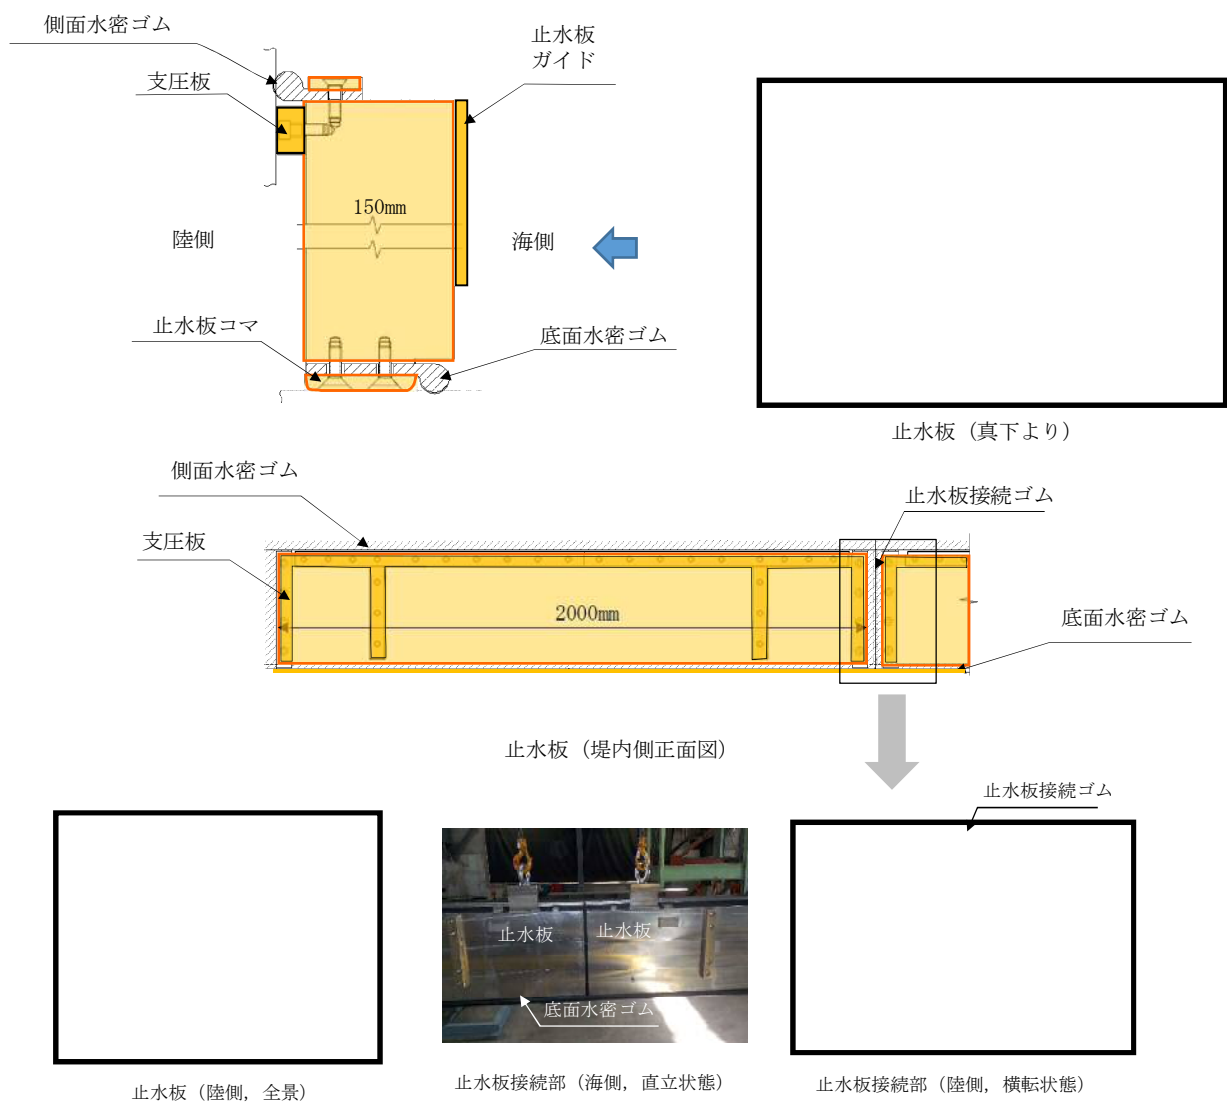 側面水密ゴム
止水板
ガイド
支圧板
150mm
陸側
海側
止水板コマ
底面水密ゴム
止水板（真下より）
側面水密ゴム
止水板接続ゴム
支圧板
2000mm
底面水密ゴム
止水板（堤内側正面図）
止水板接続ゴム
止水板
止水板
底面水密ゴム
止水板（陸側，全景）
止水板接続部（海側，直立状態）
止水板接続部（陸側，横転状態）